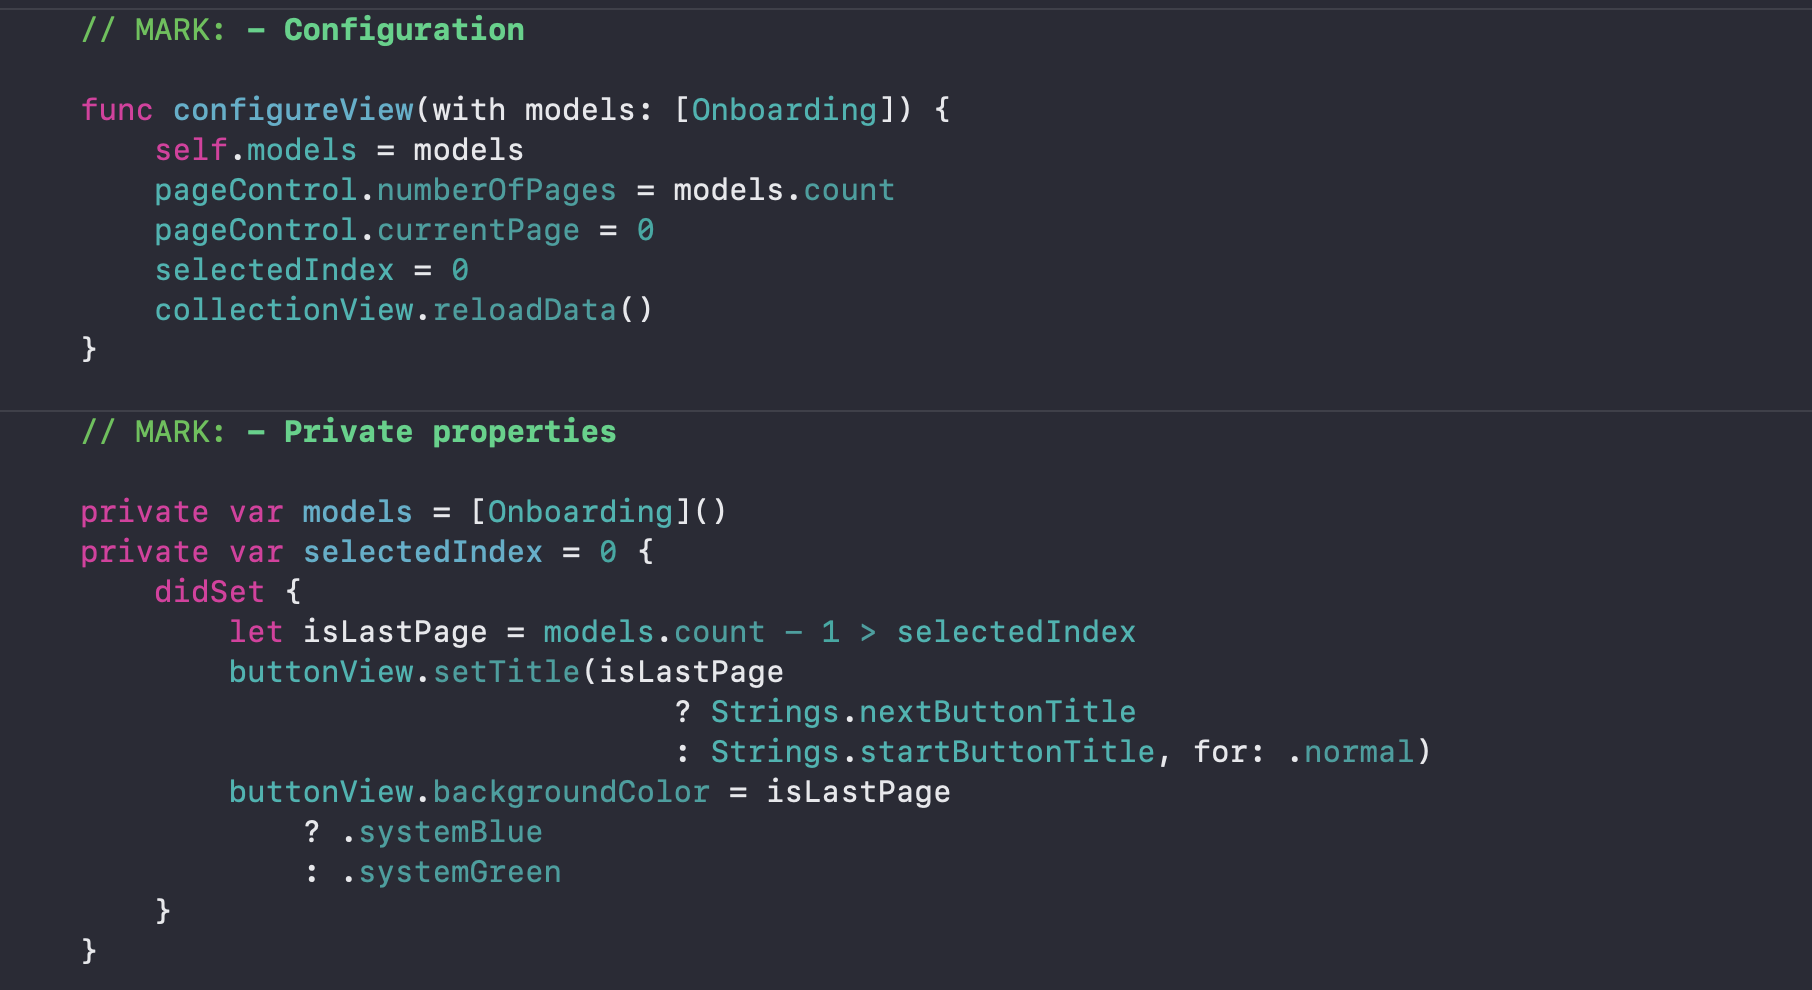 // MARK: - Configuration
func configureView(with models: [Onboarding]) {
self.models = models
pageControl.numberOfPages = models.count
pageControl.currentPage = 0
selectedIndex = 0
collectionView.reloadData()
}
// MARK: - Private properties
private var models = [Onboarding]()
private var selectedIndex = 0 {
didSet {
let isLastPage = models.count - 1 > selectedIndex
buttonView.setTitle(isLastPage
? Strings.nextButtonTitle
: Strings.startButtonTitle, for: .normal)
buttonView.backgroundColor = isLastPage
? .systemBlue
: .systemGreen
}
}